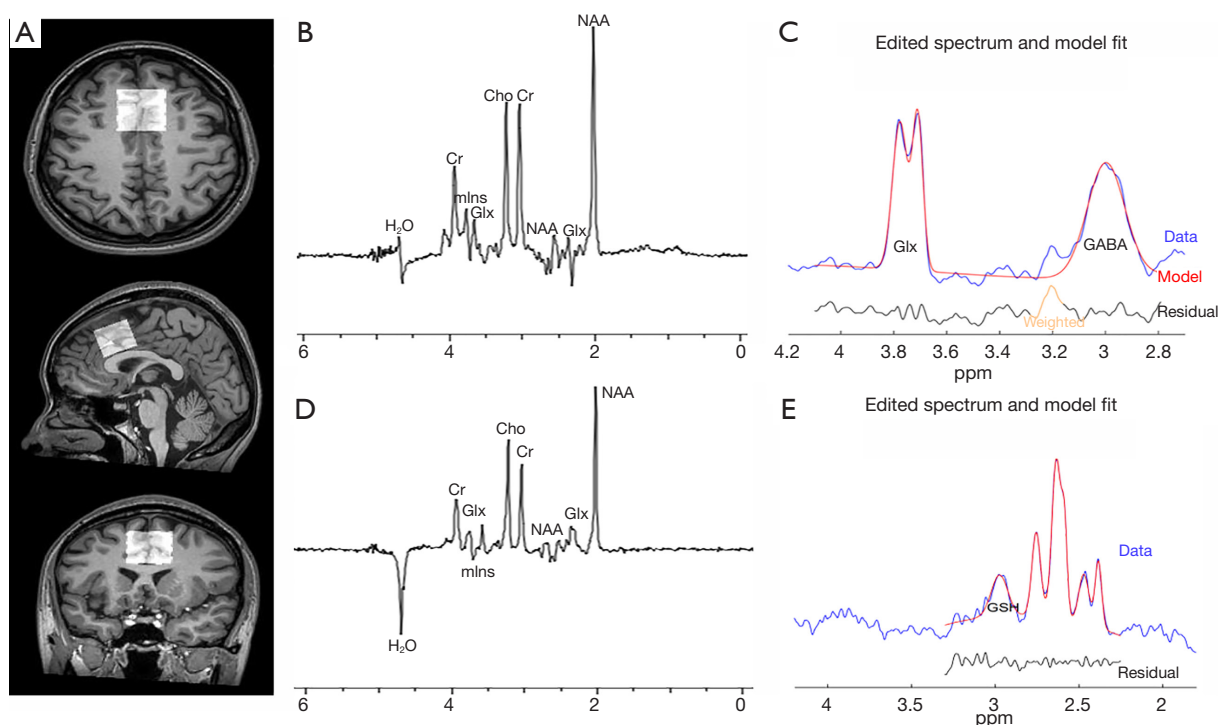 A
B
NAA
Cho
Cr
Cr
mlns
Glx
H₂O
NAA
Glx
6
4
2
0
C
Edited spectrum and model fit
Glx
GABA
Data
Model
Residual
Weighted
4.2
4
3.8
3.6
3.4
3.2
3
2.8
ppm
D
NAA
Cho
Cr
Cr
Glx
mlns
NAA
Glx
H₂O
6
4
2
0
E
Edited spectrum and model fit
GSH
Data
Residual
4
3.5
3
2.5
2
ppm